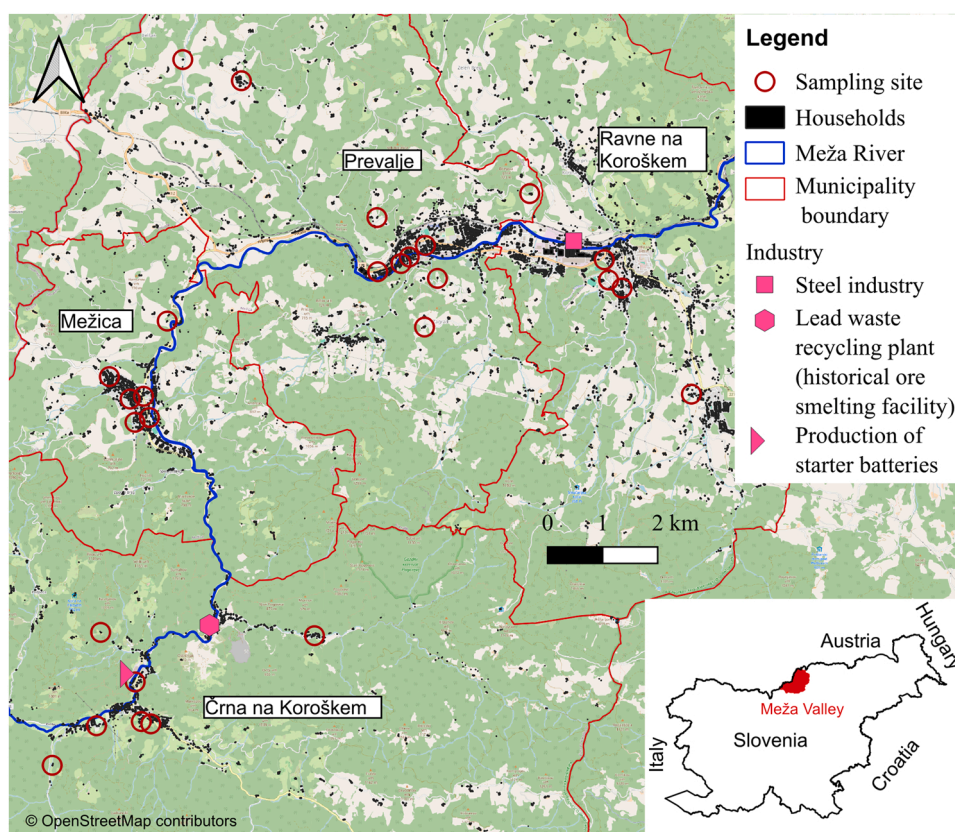 Legend
Sampling site
Households
Meža River
Municipality
boundary
Industry
Steel industry
Lead waste
recycling plant
(historical ore
smelting facility)
Production of
starter batteries
Ravne na
Koroškem
Prevalje
Mežica
Črna na Koroškem
0 1 2 km
Austria
Hungary
Meža Valley
Slovenia
Italy
Croatia
© OpenStreetMap contributors